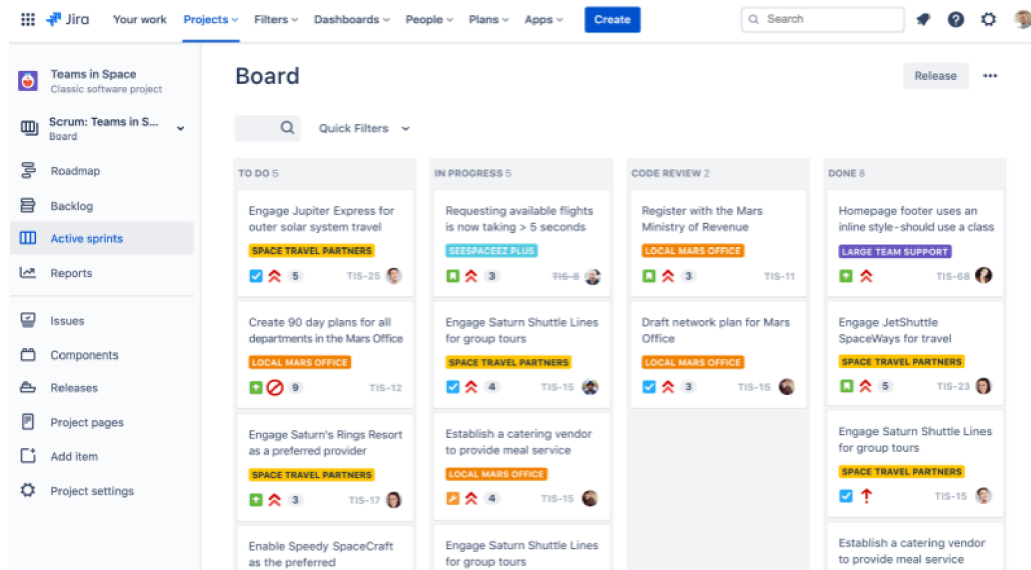 Jira
Your work
Projects
Filters
Dashboards
People
Plans
Apps
Create
Search
Teams in Space
Classic software project
Scrum: Teams in S...
Board
Roadmap
Backlog
Active sprints
Reports
Issues
Components
Releases
Project pages
Add item
Project settings
Board
Release
Quick Filters
TO DO 5
Engage Jupiter Express for
outer solar system travel
SPACE TRAVEL PARTNERS
5 TIS-25
Create 90 day plans for all
departments in the Mars Office
LOCAL MARS OFFICE
9 TIS-12
Engage Saturn's Rings Resort
as a preferred provider
SPACE TRAVEL PARTNERS
3 TIS-17
Enable Speedy SpaceCraft
as the preferred
IN PROGRESS 5
Requesting available flights
is now taking > 5 seconds
SEESPACEEZ PLUS
3 TIS-8
Engage Saturn Shuttle Lines
for group tours
SPACE TRAVEL PARTNERS
4 TIS-15
Establish a catering vendor
to provide meal service
LOCAL MARS OFFICE
4 TIS-15
Engage Saturn Shuttle Lines
for group tours
CODE REVIEW 2
Register with the Mars
Ministry of Revenue
LOCAL MARS OFFICE
3 TIS-11
Draft network plan for Mars
Office
LOCAL MARS OFFICE
3 TIS-15
DONE 8
Homepage footer uses an
inline style-should use a class
LARGE TEAM SUPPORT
TIS-68
Engage JetShuttle
SpaceWays for travel
SPACE TRAVEL PARTNERS
5 TIS-23
Engage Saturn Shuttle Lines
for group tours
SPACE TRAVEL PARTNERS
TIS-15
Establish a catering vendor
to provide meal service